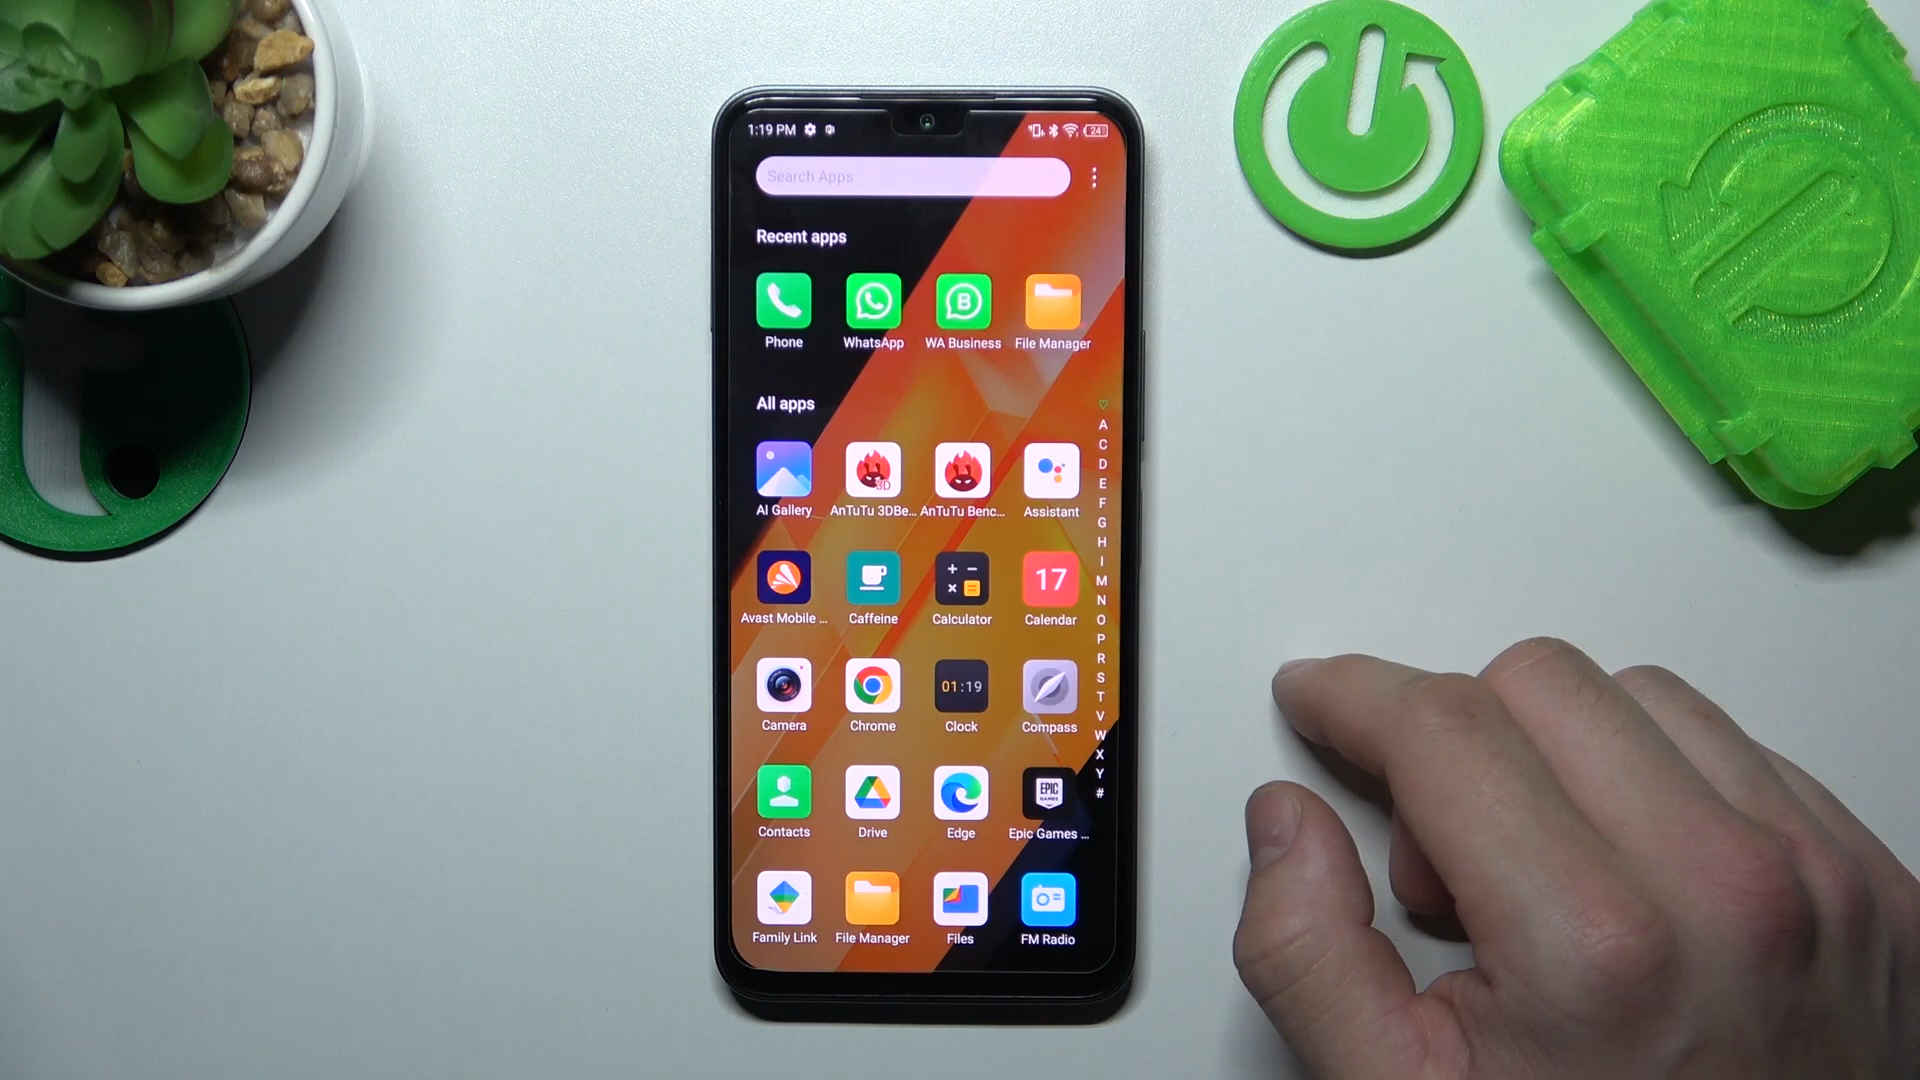 1:19 PM
24
Search Apps
Recent apps
Phone
WhatsApp
B
WA Business
File Manager
All apps
AI Gallery
3D
AnTuTu 3DBe...
AnTuTu Benc...
Assistant
Avast Mobile ...
Caffeine
Calculator
17
Calendar
Camera
Chrome
01:19
Clock
Compass
Contacts
Drive
Edge
EPIC
GAMES
Epic Games ...
Family Link
File Manager
Files
FM Radio
A
C
D
E
F
G
H
I
M
N
O
P
R
S
T
V
W
X
Y
#